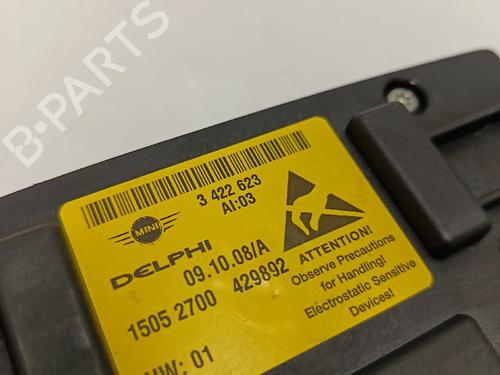 B-PARTS
3 422 623
AI:03
MINI
DELPHI
09.10.08/A
1505 2700 429892
HW: 01
ATTENTION!
Observe Precautions
for Handling!
Electrostatic Sensitive
Devices!